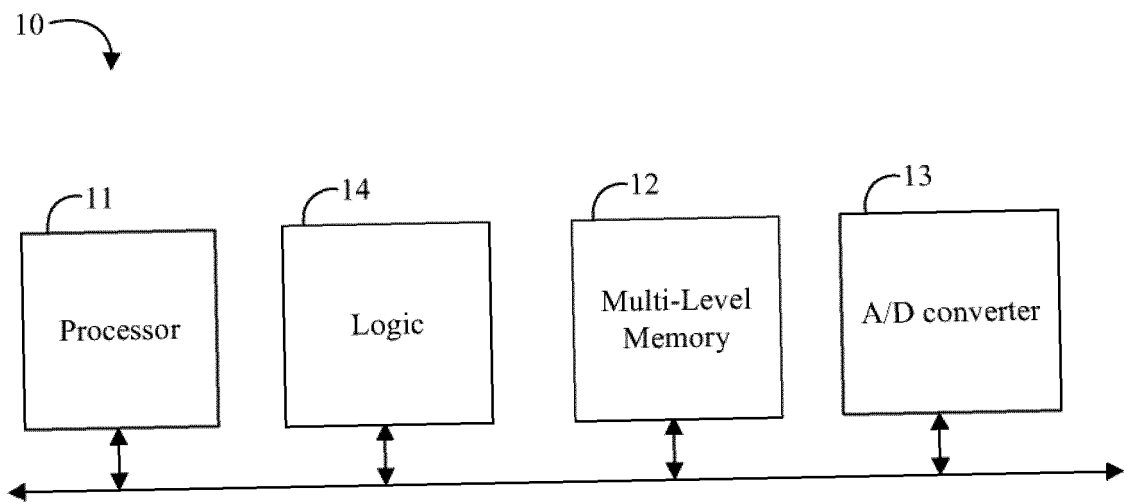 10
11
14
12
13
Processor
Logic
Multi-Level
Memory
A/D converter